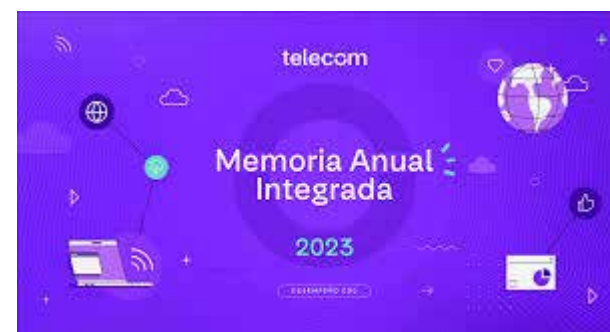 telecom
Memoria Anual
Integrada
2023
DESEMPEÑO ESG